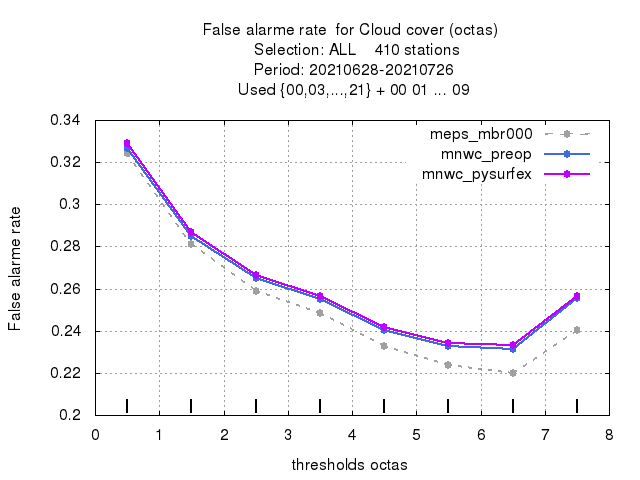 False alarme rate  for Cloud cover (octas)
Selection: ALL    410 stations
Period: 20210628-20210726
Used {00,03,...,21} + 00 01 ... 09
meps_mbr000
mnwc_preop
mnwc_pysurfex
False alarme rate
0.34
0.32
0.3
0.28
0.26
0.24
0.22
0.2
0 1 2 3 4 5 6 7 8
thresholds octas